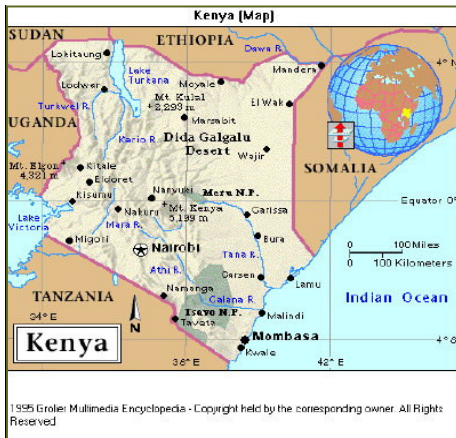 Kenya (Map)
SUDAN
ETHIOPIA
Dawa R.
4° N
Lokitaung
Lake
Turkana
Mandera
Lodwar
Moyale
Mt Kulal
2,293 m
El Wak
Turkwel R.
Marsabit
UGANDA
Kerio R.
Dida Galgalu
Desert
Wajir
Mt. Elgon
4,321 m
Kitale
SOMALIA
Eldoret
Nanyuki
Meru N.P.
Equator 0°
Kisumu
Nakuru
Mt. Kenya
5,199 m
Garissa
Lake
Victoria
Mara R.
Bura
Migori
Nairobi
Tana R.
0 100 Miles
0 100 Kilometers
Athi R.
Garsen
Lamu
TANZANIA
Namanga
Galana R.
Indian Ocean
34° E
N
Tsavo N.P.
Malindi
Taveta
Kenya
Mombasa
4° S
Kwale
38° E
42° E
1995 Grolier Multimedia Encyclopedia - Copyright held by the corresponding owner. All Rights
Reserved